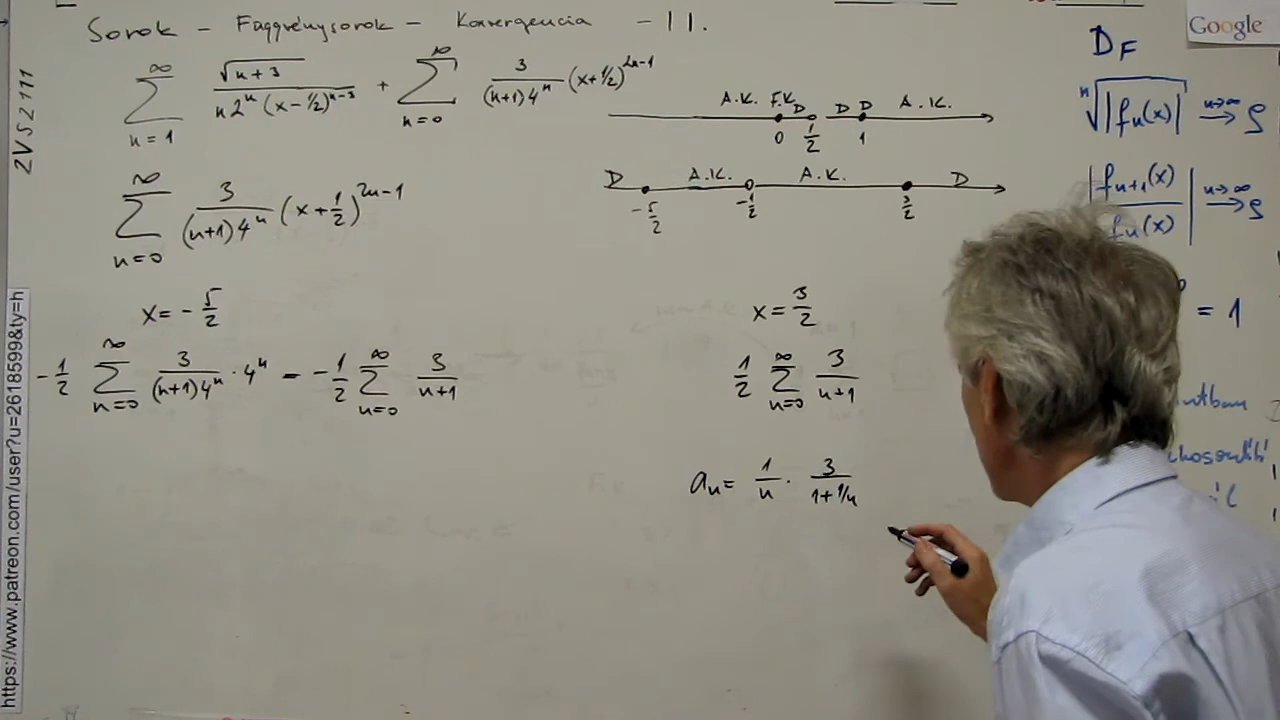 Sorok - Függvénysorok - Konvergencia - II.
∞ ∑ n=1 √(n+3) / (n 2^n (x-1/2)^(n-3)) + ∞ ∑ n=0 3 / ((n+1) 4^n) (x+1/2)^(2n-1)
A.K. F.K. D D D A.K.
0 1/2 1
∞ ∑ n=0 3 / ((n+1) 4^n) (x+1/2)^(2n-1)
D A.K. A.K. D
-5/2 -1/2 3/2
x = -5/2
-1/2 ∞ ∑ n=0 3 / ((n+1) 4^n) · 4^n = -1/2 ∞ ∑ n=0 3 / (n+1)
x = 3/2
1/2 ∞ ∑ n=0 3 / (n+1)
a_n = 1/n · 3 / (1+1/n)
Google
D_F
ⁿ√|f_n(x)| n→∞ → ρ
|f_(n+1)(x) / f_n(x)| n→∞ → ρ
= 1
2VS2111
https://www.patreon.com/user?u=2618599&ty=h